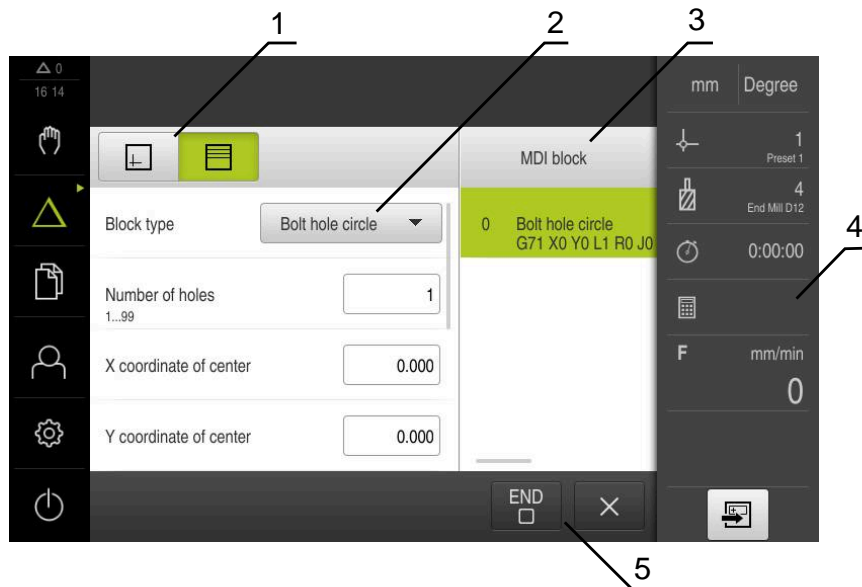 1
2
3
0
16 14
mm Degree
1
Preset 1
MDI block
4
End Mill D12
Block type
Bolt hole circle
0 Bolt hole circle
G71 X0 Y0 L1 R0 J0
4
0:00:00
Number of holes
1...99
1
F mm/min
0
X coordinate of center
0.000
Y coordinate of center
0.000
END
5